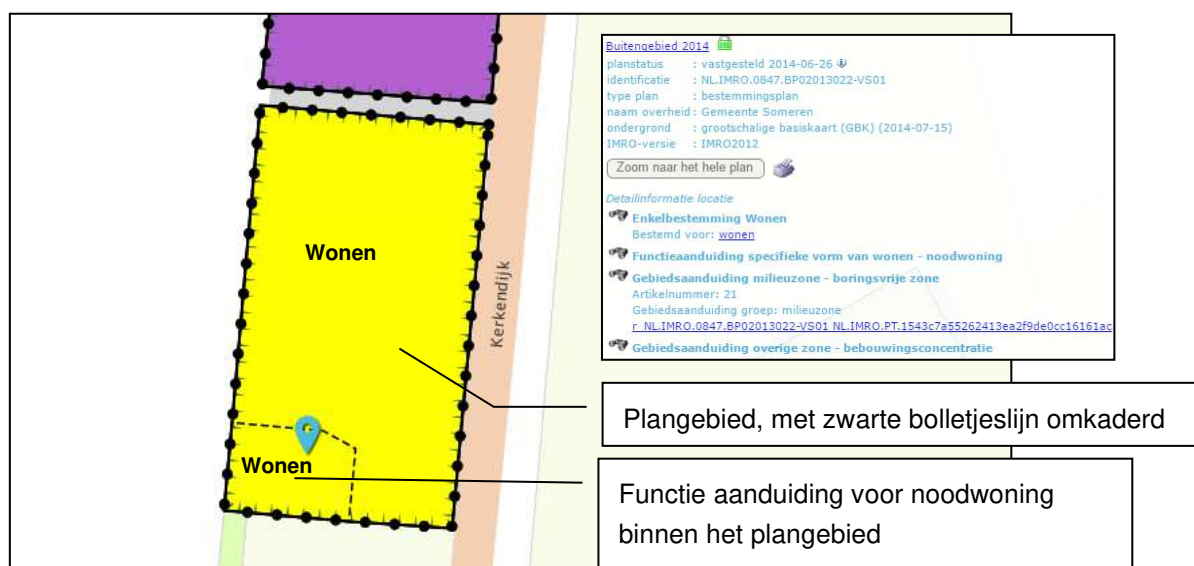 Wonen
Kerkendijk
Wonen
Buitengebied 2014
planstatus : vastgesteld 2014-06-26
identificatie : NL.IMRO.0847.BP02013022-VS01
type plan : bestemmingsplan
naam overheid : Gemeente Someren
ondergrond : grootschalige basiskaart (GBK) (2014-07-15)
IMRO-versie : IMRO2012
Zoom naar het hele plan
Detailinformatie locatie
Enkelbestemming Wonen
Bestemd voor: wonen
Functieaanduiding specifieke vorm van wonen - noodwoning
Gebiedsaanduiding milieuzone - boringsvrije zone
Artikelnummer: 21
Gebiedsaanduiding groep: milieuzone
r_NL.IMRO.0847.BP02013022-VS01_NL.IMRO.PT.1543c7a55262413ea2f9de0cc16161ac
Gebiedsaanduiding overige zone - bebouwingsconcentratie
Plangebied, met zwarte bolletjeslijn omkaderd
Functie aanduiding voor noodwoning
binnen het plangebied